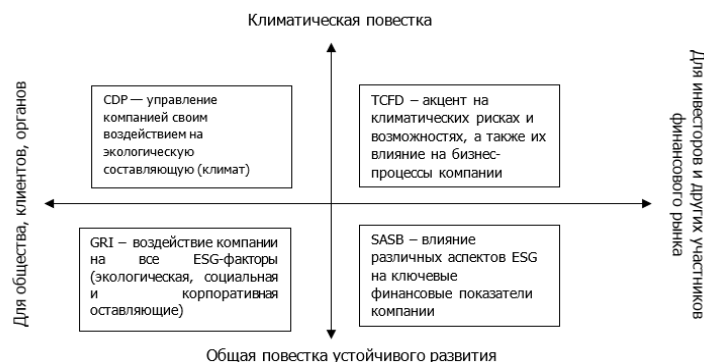 Климатическая повестка
Для общества, клиентов, органов
CDP — управление
компанией своим
воздействием на
экологическую
составляющую (климат)
TCFD – акцент на
климатических рисках и
возможностях, а также их
влияние на бизнес-
процессы компании
Для инвесторов и других участников
финансового рынка
GRI – воздействие компании
на все ESG-факторы
(экологическая, социальная
и корпоративная
оставляющие)
SASB – влияние
различных аспектов ESG
на ключевые
финансовые показатели
компании
Общая повестка устойчивого развития